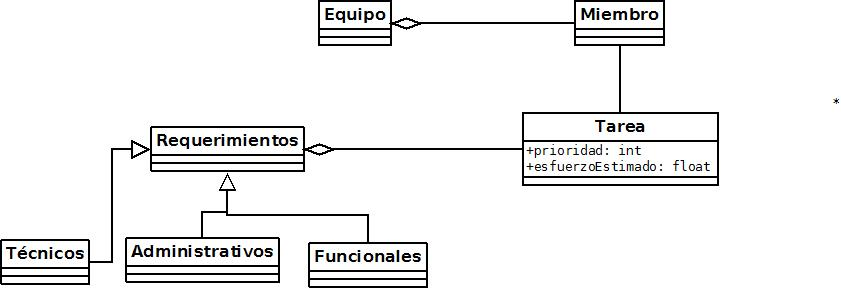 Equipo
Miembro
*
Tarea
+prioridad: int
+esfuerzoEstimado: float
Requerimientos
Técnicos
Administrativos
Funcionales